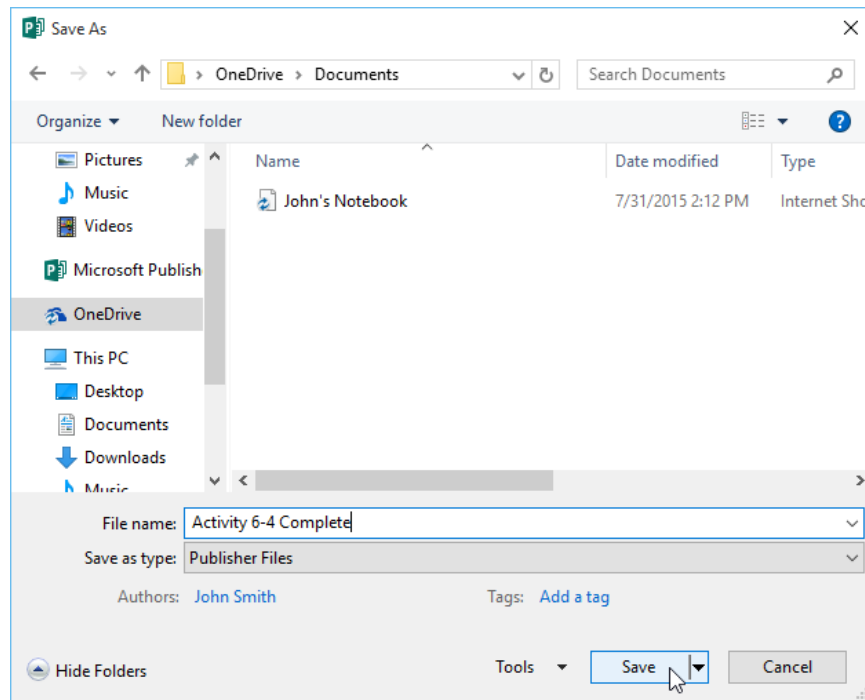 Save As
OneDrive > Documents
Search Documents
Organize
New folder
Name
Date modified
Type
Pictures
Music
Videos
Microsoft Publish
OneDrive
This PC
Desktop
Documents
Downloads
Music
John's Notebook
7/31/2015 2:12 PM
Internet Sho
File name: Activity 6-4 Complete
Save as type: Publisher Files
Authors: John Smith
Tags: Add a tag
Hide Folders
Tools
Save
Cancel